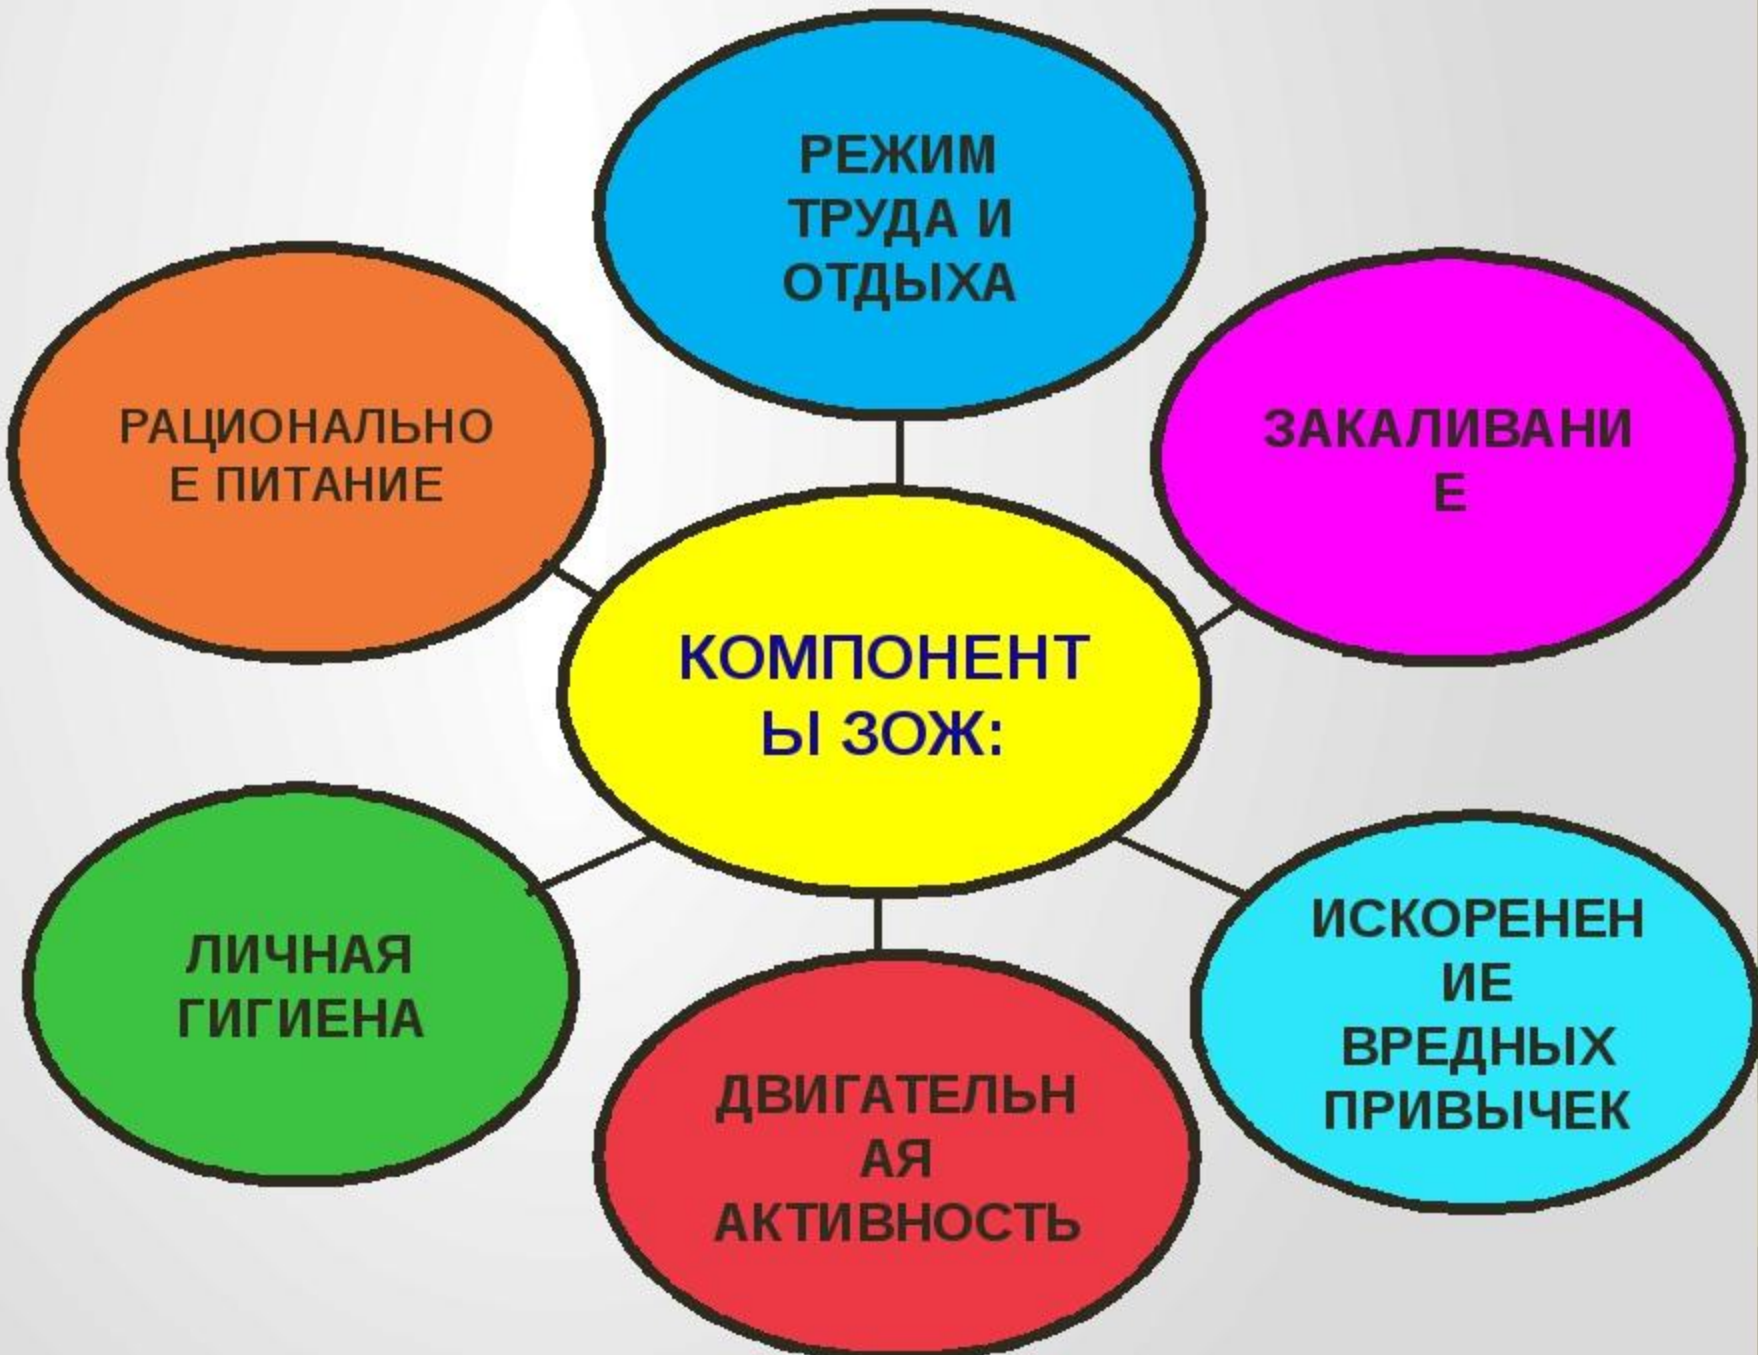 РЕЖИМ
ТРУДА И
ОТДЫХА
РАЦИОНАЛЬНО
Е ПИТАНИЕ
ЗАКАЛИВАНИ
Е
КОМПОНЕНТ
Ы ЗОЖ:
ЛИЧНАЯ
ГИГИЕНА
ДВИГАТЕЛЬН
АЯ
АКТИВНОСТЬ
ИСКОРЕНЕН
ИЕ
ВРЕДНЫХ
ПРИВЫЧЕК